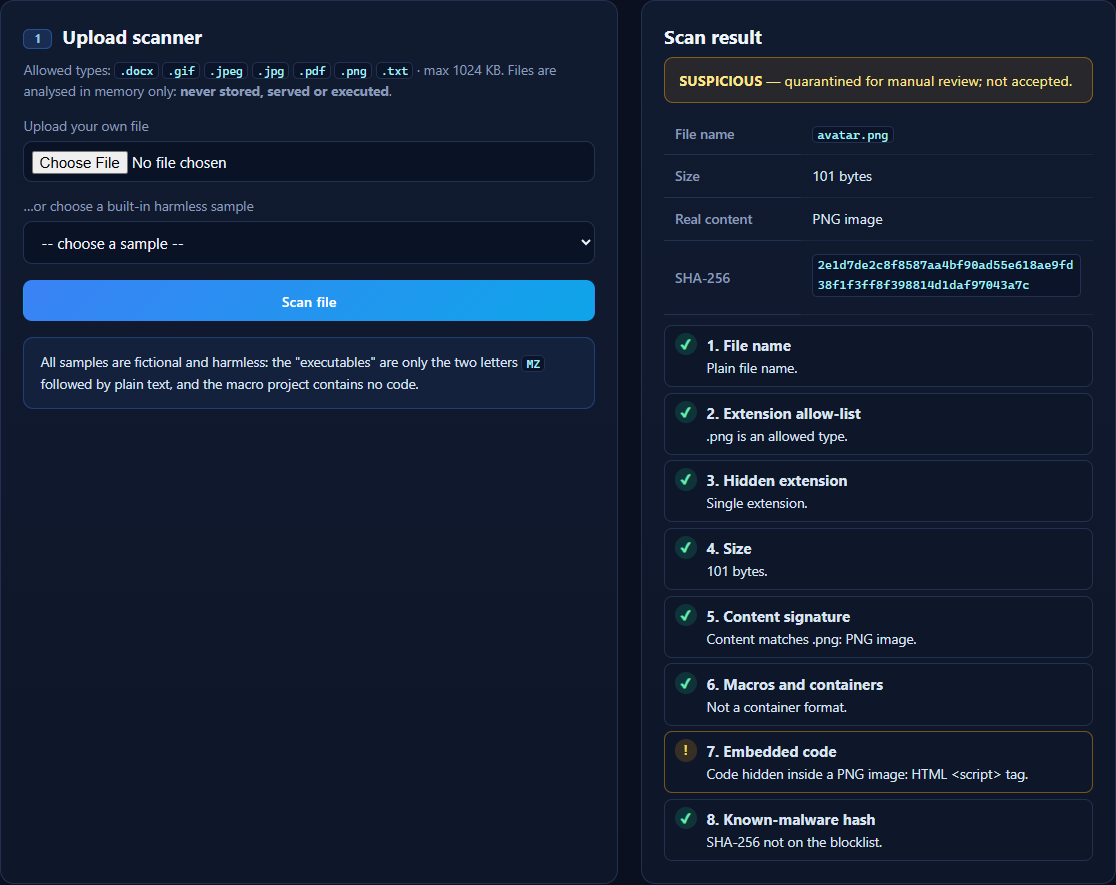 1 Upload scanner
Allowed types: .docx .gif .jpeg .jpg .pdf .png .txt · max 1024 KB. Files are
analysed in memory only: never stored, served or executed.
Upload your own file
Choose File No file chosen
...or choose a built-in harmless sample
-- choose a sample --
Scan file
All samples are fictional and harmless: the "executables" are only the two letters MZ
followed by plain text, and the macro project contains no code.
Scan result
SUSPICIOUS — quarantined for manual review; not accepted.
File name avatar.png
Size 101 bytes
Real content PNG image
SHA-256 2e1d7de2c8f8587aa4bf90ad55e618ae9fd
38f1f3ff8f398814d1daf97043a7c
1. File name
Plain file name.
2. Extension allow-list
.png is an allowed type.
3. Hidden extension
Single extension.
4. Size
101 bytes.
5. Content signature
Content matches .png: PNG image.
6. Macros and containers
Not a container format.
! 7. Embedded code
Code hidden inside a PNG image: HTML <script> tag.
8. Known-malware hash
SHA-256 not on the blocklist.